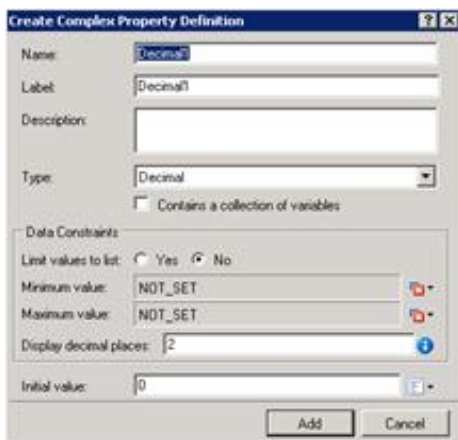 Create Complex Property Definition
Name: Decimal1
Label: Decimal1
Description:
Type: Decimal
Contains a collection of variables
Data Constraints
Limit values to list: Yes No
Minimum value: NOT_SET
Maximum value: NOT_SET
Display decimal places: 2
Initial value: 0
Add Cancel